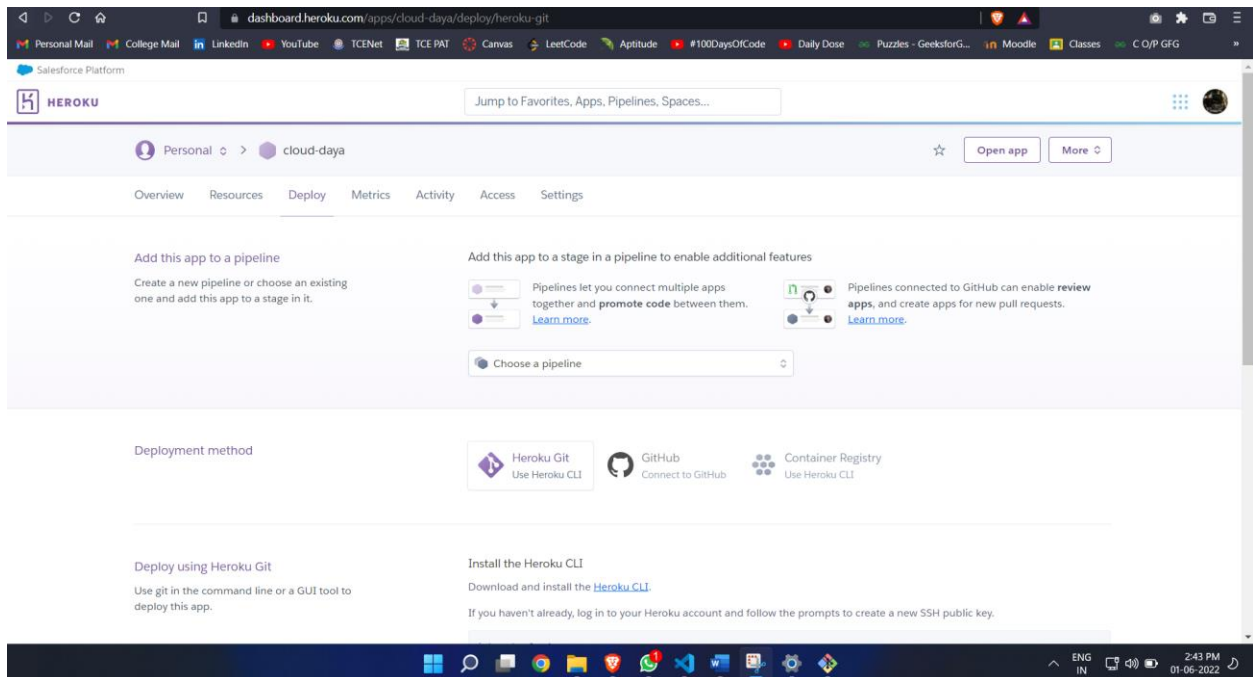 dashboard.heroku.com/apps/cloud-daya/deploy/heroku-git
Personal Mail College Mail LinkedIn YouTube TCENet TCE PAT Canvas LeetCode Aptitude #100DaysOfCode Daily Dose Puzzles - GeeksforG... Moodle Classes C O/P GFG »
Salesforce Platform
HEROKU
Jump to Favorites, Apps, Pipelines, Spaces...
Personal > cloud-daya
Open app More
Overview Resources Deploy Metrics Activity Access Settings
Add this app to a pipeline
Create a new pipeline or choose an existing
one and add this app to a stage in it.
Add this app to a stage in a pipeline to enable additional features
Pipelines let you connect multiple apps
together and promote code between them.
Learn more.
Pipelines connected to GitHub can enable review
apps, and create apps for new pull requests.
Learn more.
Choose a pipeline
Deployment method
Heroku Git
Use Heroku CLI
GitHub
Connect to GitHub
Container Registry
Use Heroku CLI
Deploy using Heroku Git
Use git in the command line or a GUI tool to
deploy this app.
Install the Heroku CLI
Download and install the Heroku CLI.
If you haven't already, log in to your Heroku account and follow the prompts to create a new SSH public key.
1
ENG
IN
2:43 PM
01-06-2022